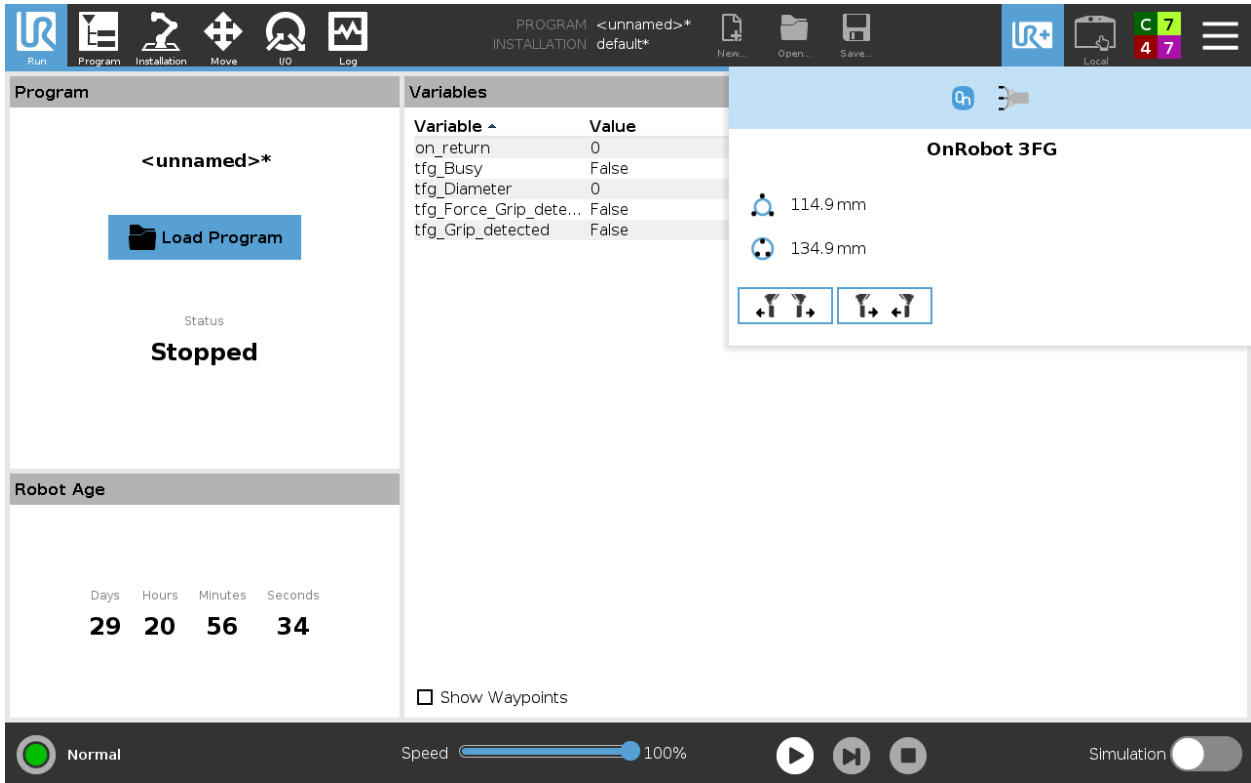 UR
Run
Program
Installation
Move
I/O
Log
PROGRAM <unnamed>*
INSTALLATION default*
New...
Open...
Save...
UR+
Local
C 7
4 7
Program
<unnamed>*
Load Program
Status
Stopped
Robot Age
Days Hours Minutes Seconds
29 20 56 34
Variables
Variable Value
on_return 0
tfg_Busy False
tfg_Diameter 0
tfg_Force_Grip_dete... False
tfg_Grip_detected False
Show Waypoints
On
OnRobot 3FG
114.9 mm
134.9 mm
Normal
Speed 100%
Simulation